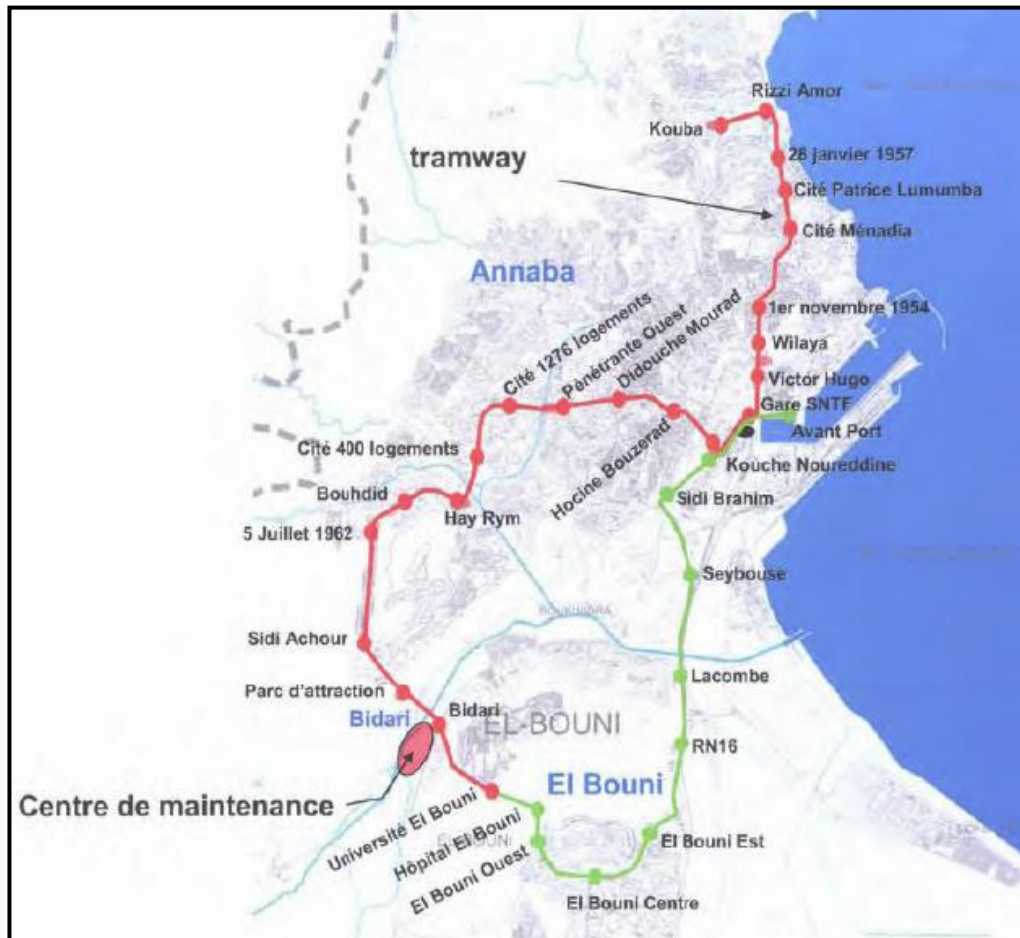 Rizzi Amor
Kouba
28 janvier 1957
tramway
Cité Patrice Lumumba
Cité Ménadia
Annaba
1er novembre 1954
Cité 1276 logements
Pénétrante Ouest
Didouche Mourad
Wilaya
Victor Hugo
Gare SNTF
Avant Port
Cité 400 logements
Hocine Bouzerad
Kouche Noureddine
Bouhdid
Sidi Brahim
Hay Rym
5 Juillet 1962
Seybouse
Sidi Achour
Lacombe
Parc d'attraction
Bidari
Bidari
EL-BOUNI
RN16
El Bouni
Centre de maintenance
Université El Bouni
Hôpital El Bouni
El Bouni Ouest
El Bouni Est
El Bouni Centre